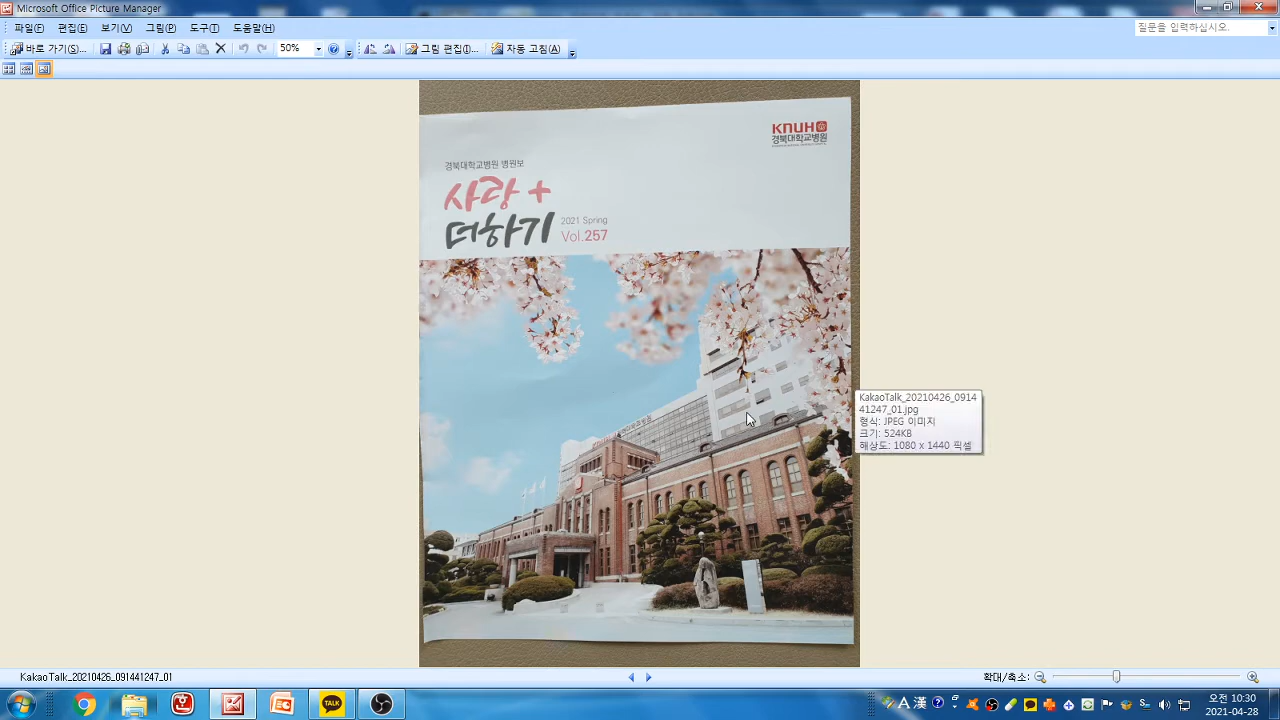 Microsoft Office Picture Manager
파일(F) 편집(E) 보기(V) 그림(P) 도구(T) 도움말(H)
질문을 입력하십시오.
바로 가기(S)... 50% 그림 편집(I)... 자동 고침(A)
KNUH
경북대학교병원
경북대학교병원 병원보
사랑 +
더하기
2021 Spring
Vol.257
KakaoTalk_20210426_0914
41247_01.jpg
형식: JPEG 이미지
크기: 524KB
해상도: 1080 x 1440 픽셀
KakaoTalk_20210426_091441247_01
확대/축소:
TALK
A 漢
오전 10:30
2021-04-28